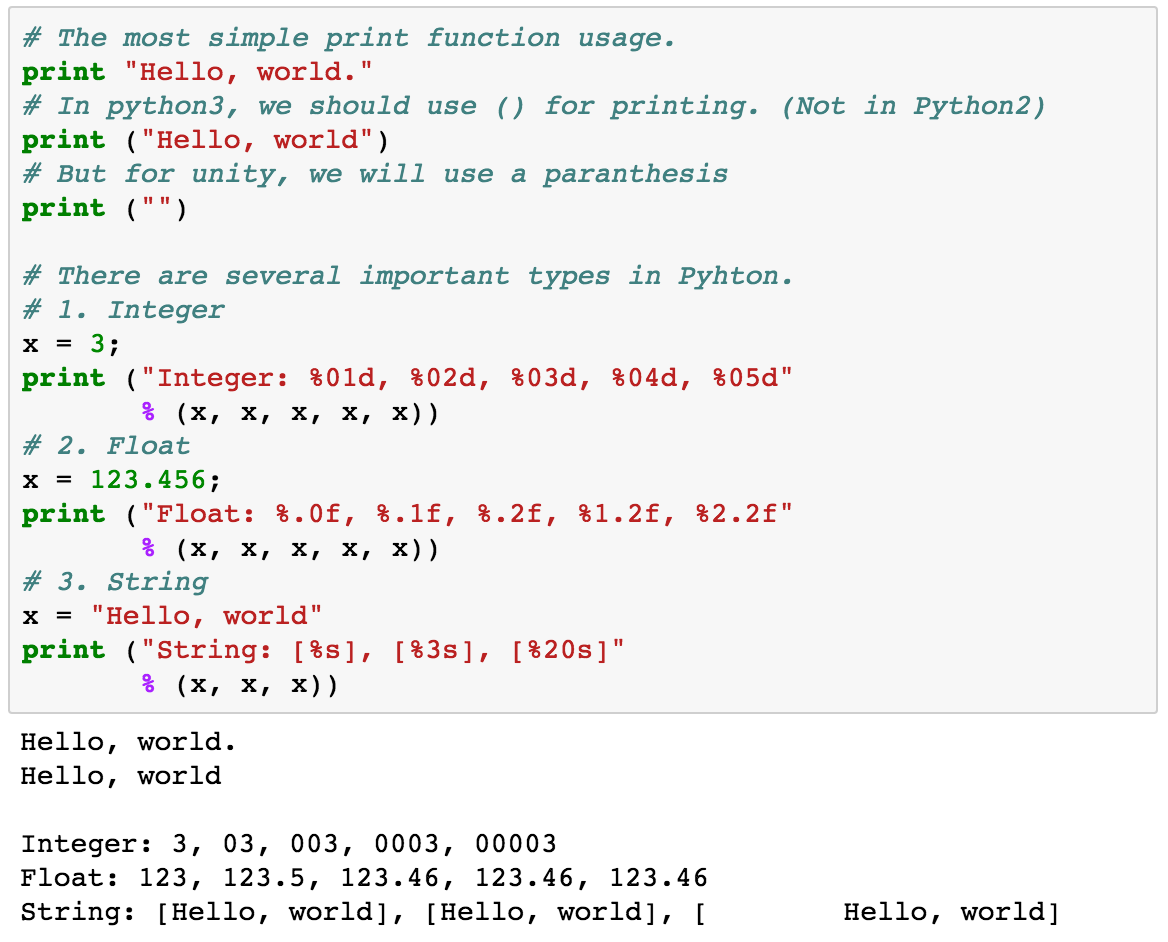 # The most simple print function usage.
print "Hello, world."
# In python3, we should use () for printing. (Not in Python2)
print ("Hello, world")
# But for unity, we will use a paranthesis
print ("")

# There are several important types in Pyhton.
# 1. Integer
x = 3;
print ("Integer: %01d, %02d, %03d, %04d, %05d"
       % (x, x, x, x, x))
# 2. Float
x = 123.456;
print ("Float: %.0f, %.1f, %.2f, %1.2f, %2.2f"
       % (x, x, x, x, x))
# 3. String
x = "Hello, world"
print ("String: [%s], [%3s], [%20s]"
       % (x, x, x))
Hello, world.
Hello, world

Integer: 3, 03, 003, 0003, 00003
Float: 123, 123.5, 123.46, 123.46, 123.46
String: [Hello, world], [Hello, world], [        Hello, world]